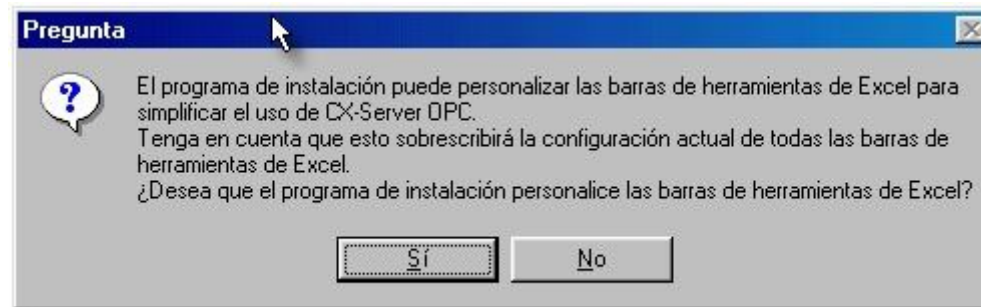 Pregunta
El programa de instalación puede personalizar las barras de herramientas de Excel para
simplificar el uso de CX-Server OPC.
Tenga en cuenta que esto sobrescribirá la configuración actual de todas las barras de
herramientas de Excel.
¿Desea que el programa de instalación personalice las barras de herramientas de Excel?
Sí No